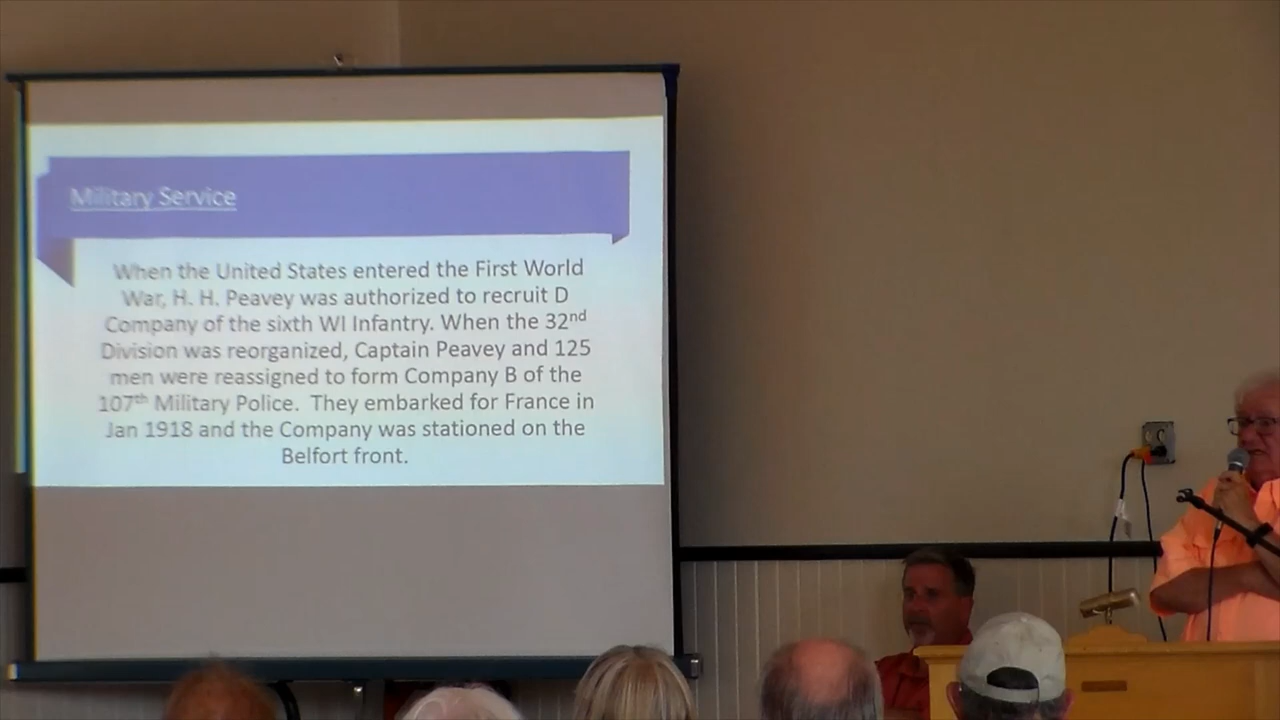 Military Service
When the United States entered the First World
War, H. H. Peavey was authorized to recruit D
Company of the sixth WI Infantry. When the 32nd
Division was reorganized, Captain Peavey and 125
men were reassigned to form Company B of the
107th Military Police. They embarked for France in
Jan 1918 and the Company was stationed on the
Belfort front.